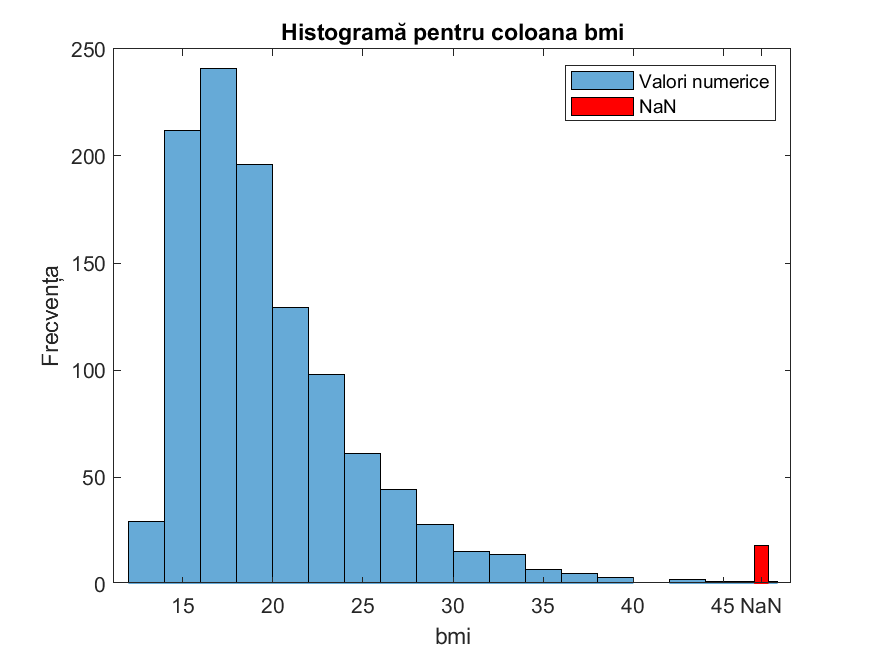 Histogramă pentru coloana bmi
250
200
150
100
50
0
Frecvența
Valori numerice
NaN
15 20 25 30 35 40 45 NaN
bmi